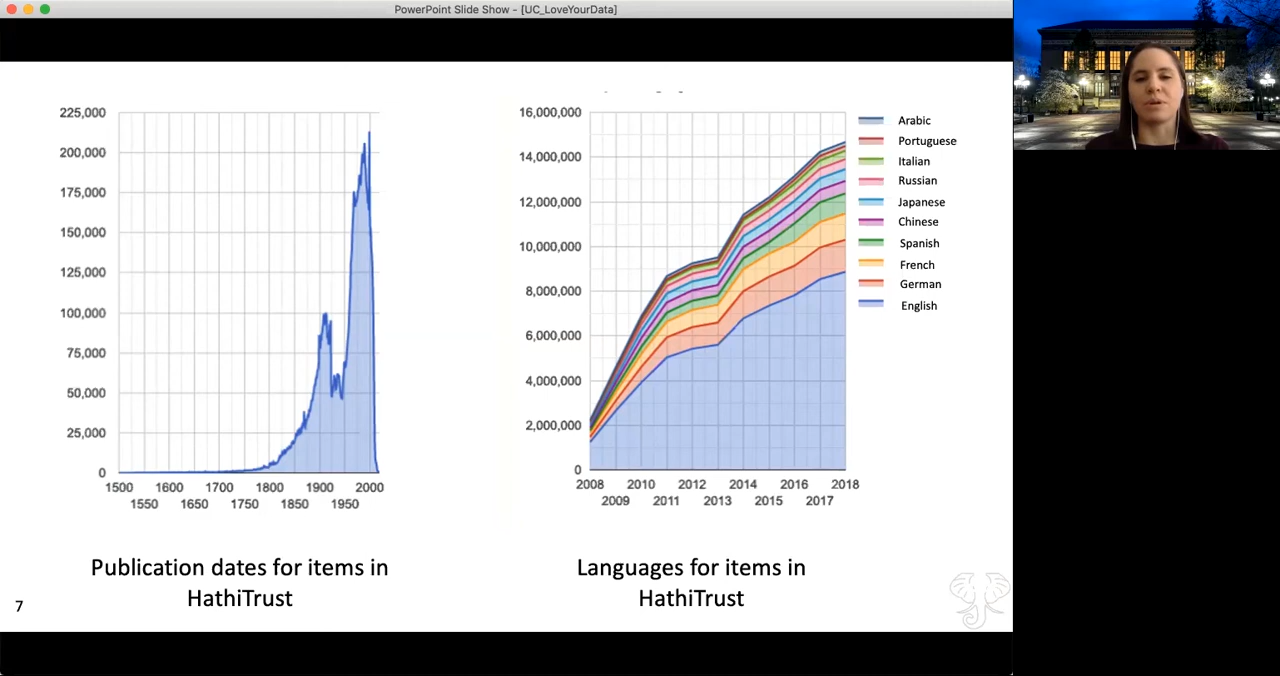 PowerPoint Slide Show - [UC_LoveYourData]
225,000
200,000
175,000
150,000
125,000
100,000
75,000
50,000
25,000
0
1500 1600 1700 1800 1900 2000
1550 1650 1750 1850 1950
Publication dates for items in
HathiTrust
16,000,000
14,000,000
12,000,000
10,000,000
8,000,000
6,000,000
4,000,000
2,000,000
0
2008 2010 2012 2014 2016 2018
2009 2011 2013 2015 2017
Arabic
Portuguese
Italian
Russian
Japanese
Chinese
Spanish
French
German
English
Languages for items in
HathiTrust
7